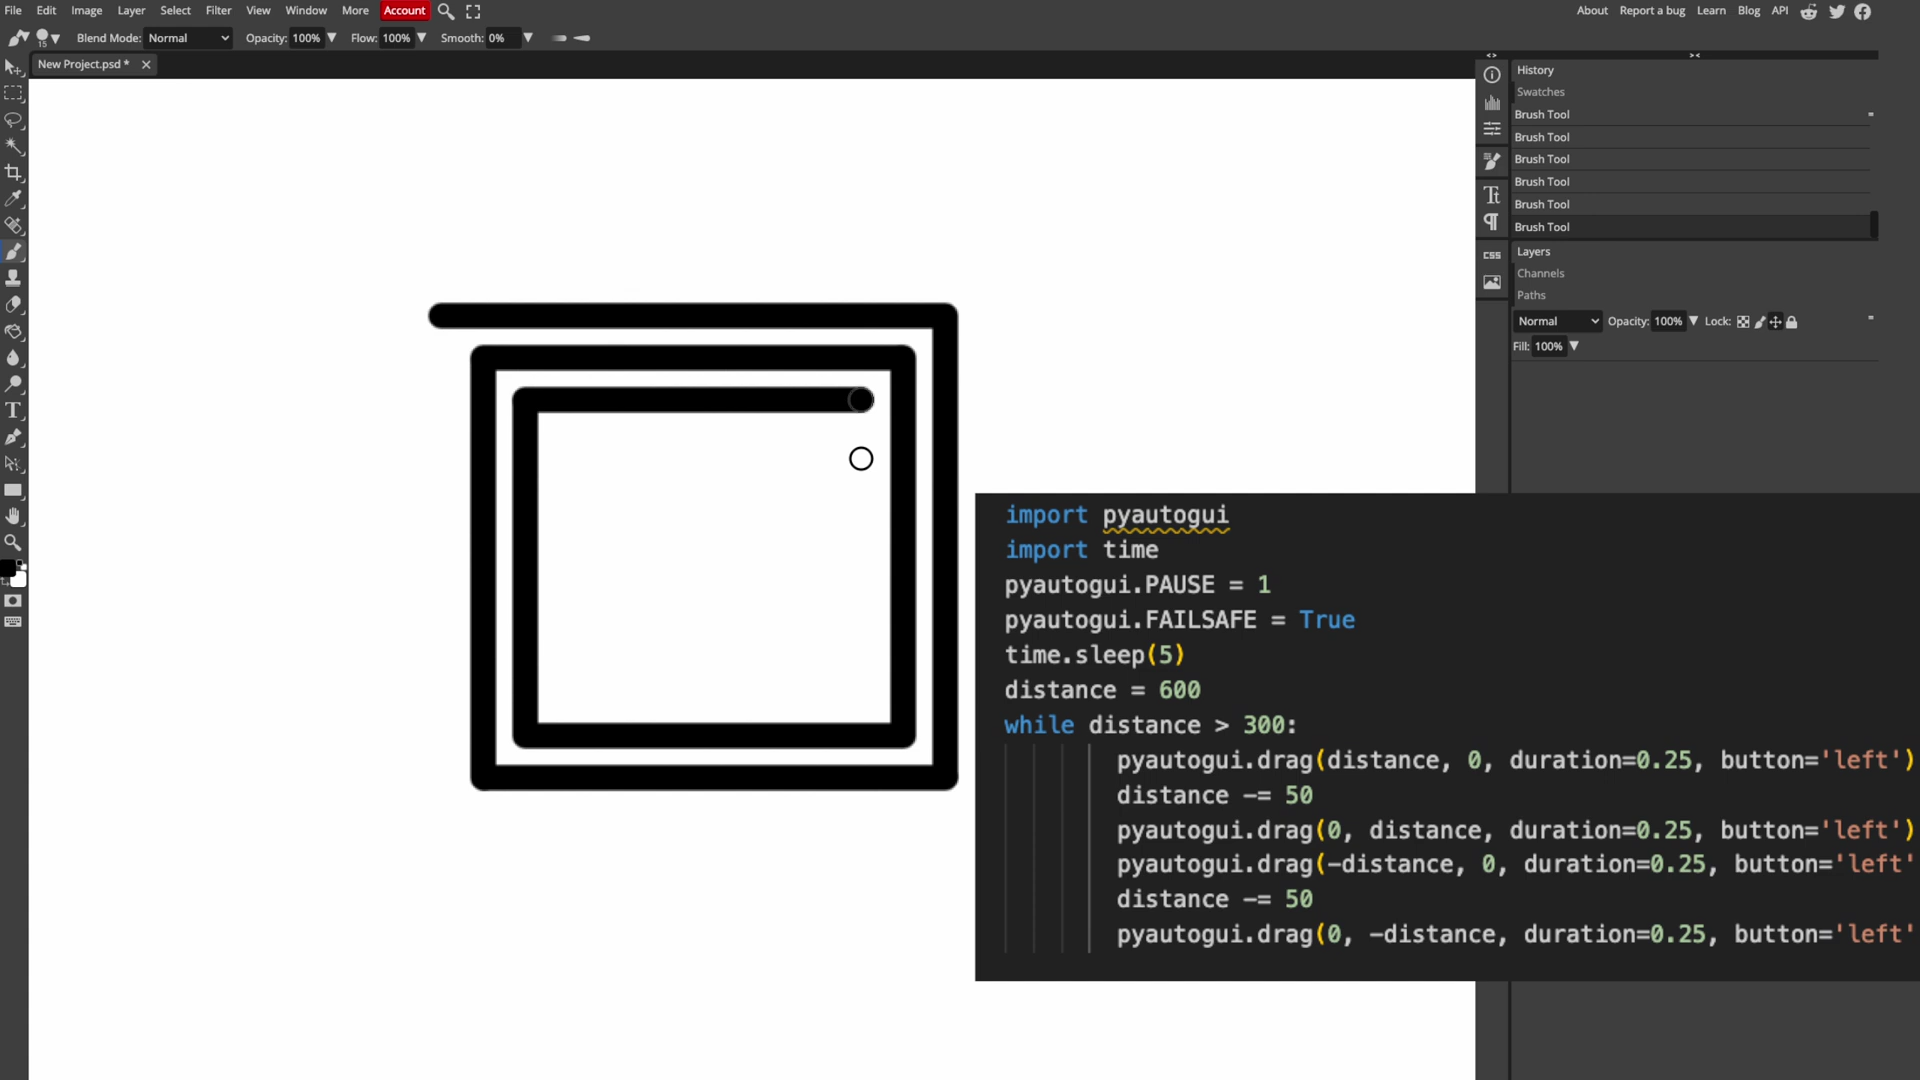 File Edit Image Layer Select Filter View Window More Account
About Report a bug Learn Blog API
15 Blend Mode: Normal Opacity: 100% Flow: 100% Smooth: 0%
New Project.psd *
History
Swatches
Brush Tool
Brush Tool
Brush Tool
Brush Tool
Brush Tool
Brush Tool
Layers
Channels
Paths
Normal Opacity: 100% Lock:
Fill: 100%
CSS
import pyautogui
import time
pyautogui.PAUSE = 1
pyautogui.FAILSAFE = True
time.sleep(5)
distance = 600
while distance > 300:
pyautogui.drag(distance, 0, duration=0.25, button='left')
distance -= 50
pyautogui.drag(0, distance, duration=0.25, button='left')
pyautogui.drag(-distance, 0, duration=0.25, button='left'
distance -= 50
pyautogui.drag(0, -distance, duration=0.25, button='left'